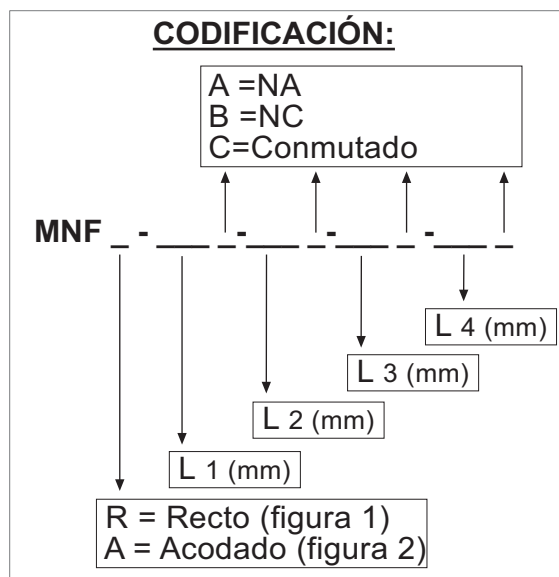 CODIFICACIÓN:
A =NA
B =NC
C=Conmutado
MNF _ - ___ _ - ___ _ - ___ _ - ___ _
L 4 (mm)
L 3 (mm)
L 2 (mm)
L 1 (mm)
R = Recto (figura 1)
A = Acodado (figura 2)